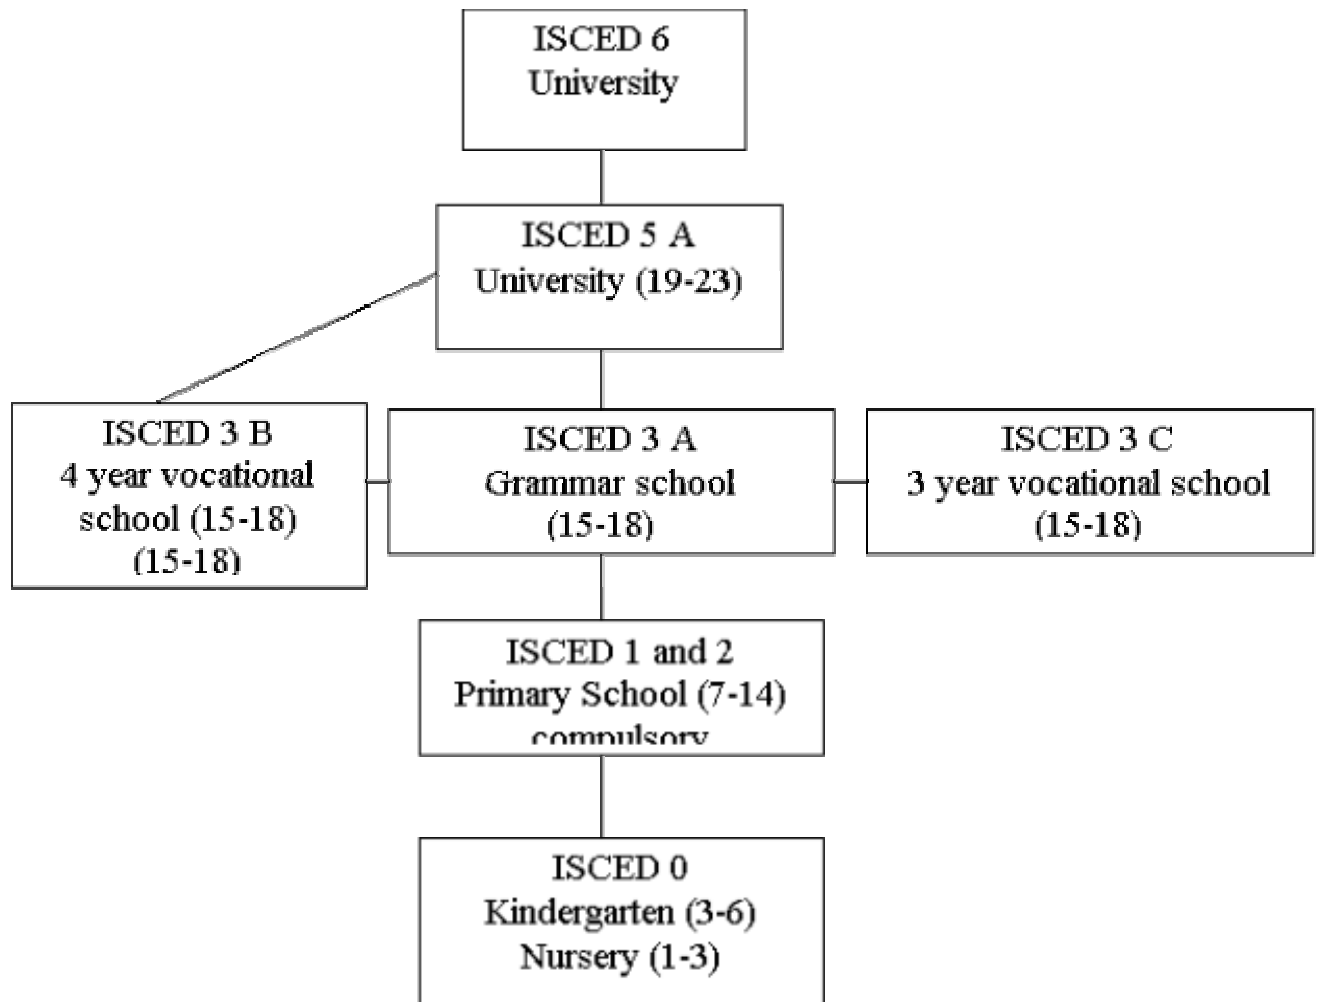 ISCED 6
University
ISCED 5 A
University (19-23)
ISCED 3 B
4 year vocational
school (15-18)
(15-18)
ISCED 3 A
Grammar school
(15-18)
ISCED 3 C
3 year vocational school
(15-18)
ISCED 1 and 2
Primary School (7-14)
compulsory
ISCED 0
Kindergarten (3-6)
Nursery (1-3)